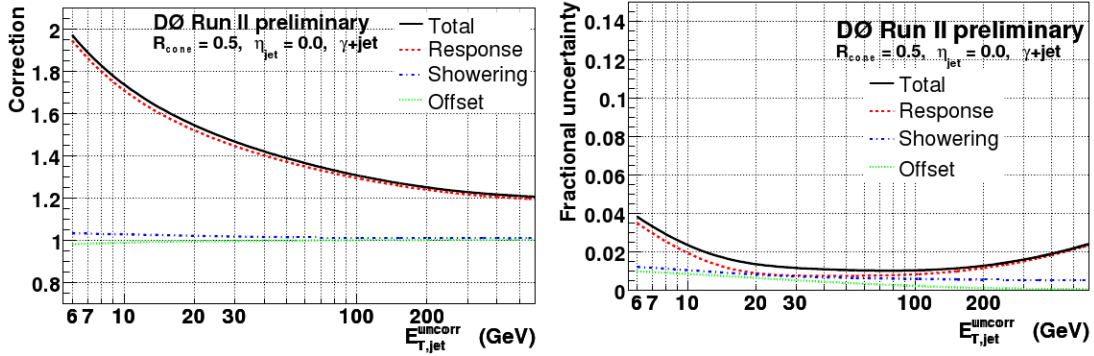 DØ Run II preliminary
R_cone = 0.5, η_jet = 0.0, γ+jet
Total
Response
Showering
Offset
Correction
2
1.8
1.6
1.4
1.2
1
0.8
6 7 10 20 30 100 200
E_T,jet^uncorr (GeV)
DØ Run II preliminary
R_cone = 0.5, η_jet = 0.0, γ+jet
Total
Response
Showering
Offset
Fractional uncertainty
0.14
0.12
0.10
0.08
0.06
0.04
0.02
0
6 7 10 20 30 100 200
E_T,jet^uncorr (GeV)